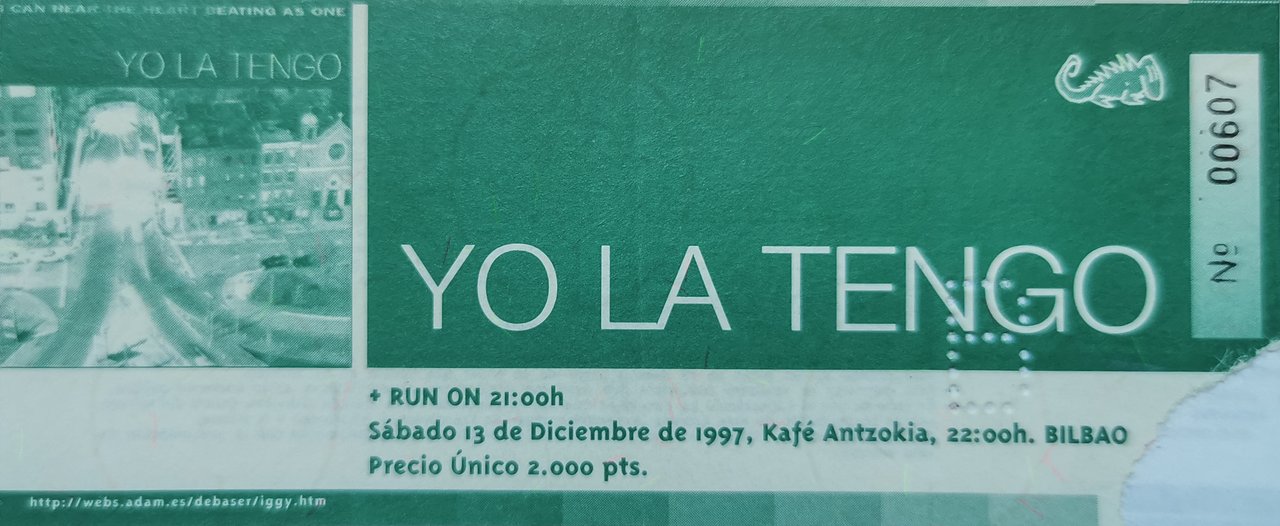 I CAN HEAR THE HEART BEATING AS ONE
YO LA TENGO
YO LA TENGO
Nº 00607
+ RUN ON 21:00h
Sábado 13 de Diciembre de 1997, Kafé Antzokia, 22:00h. BILBAO
Precio Único 2.000 pts.
http://webs.adam.es/debaser/iggy.htm